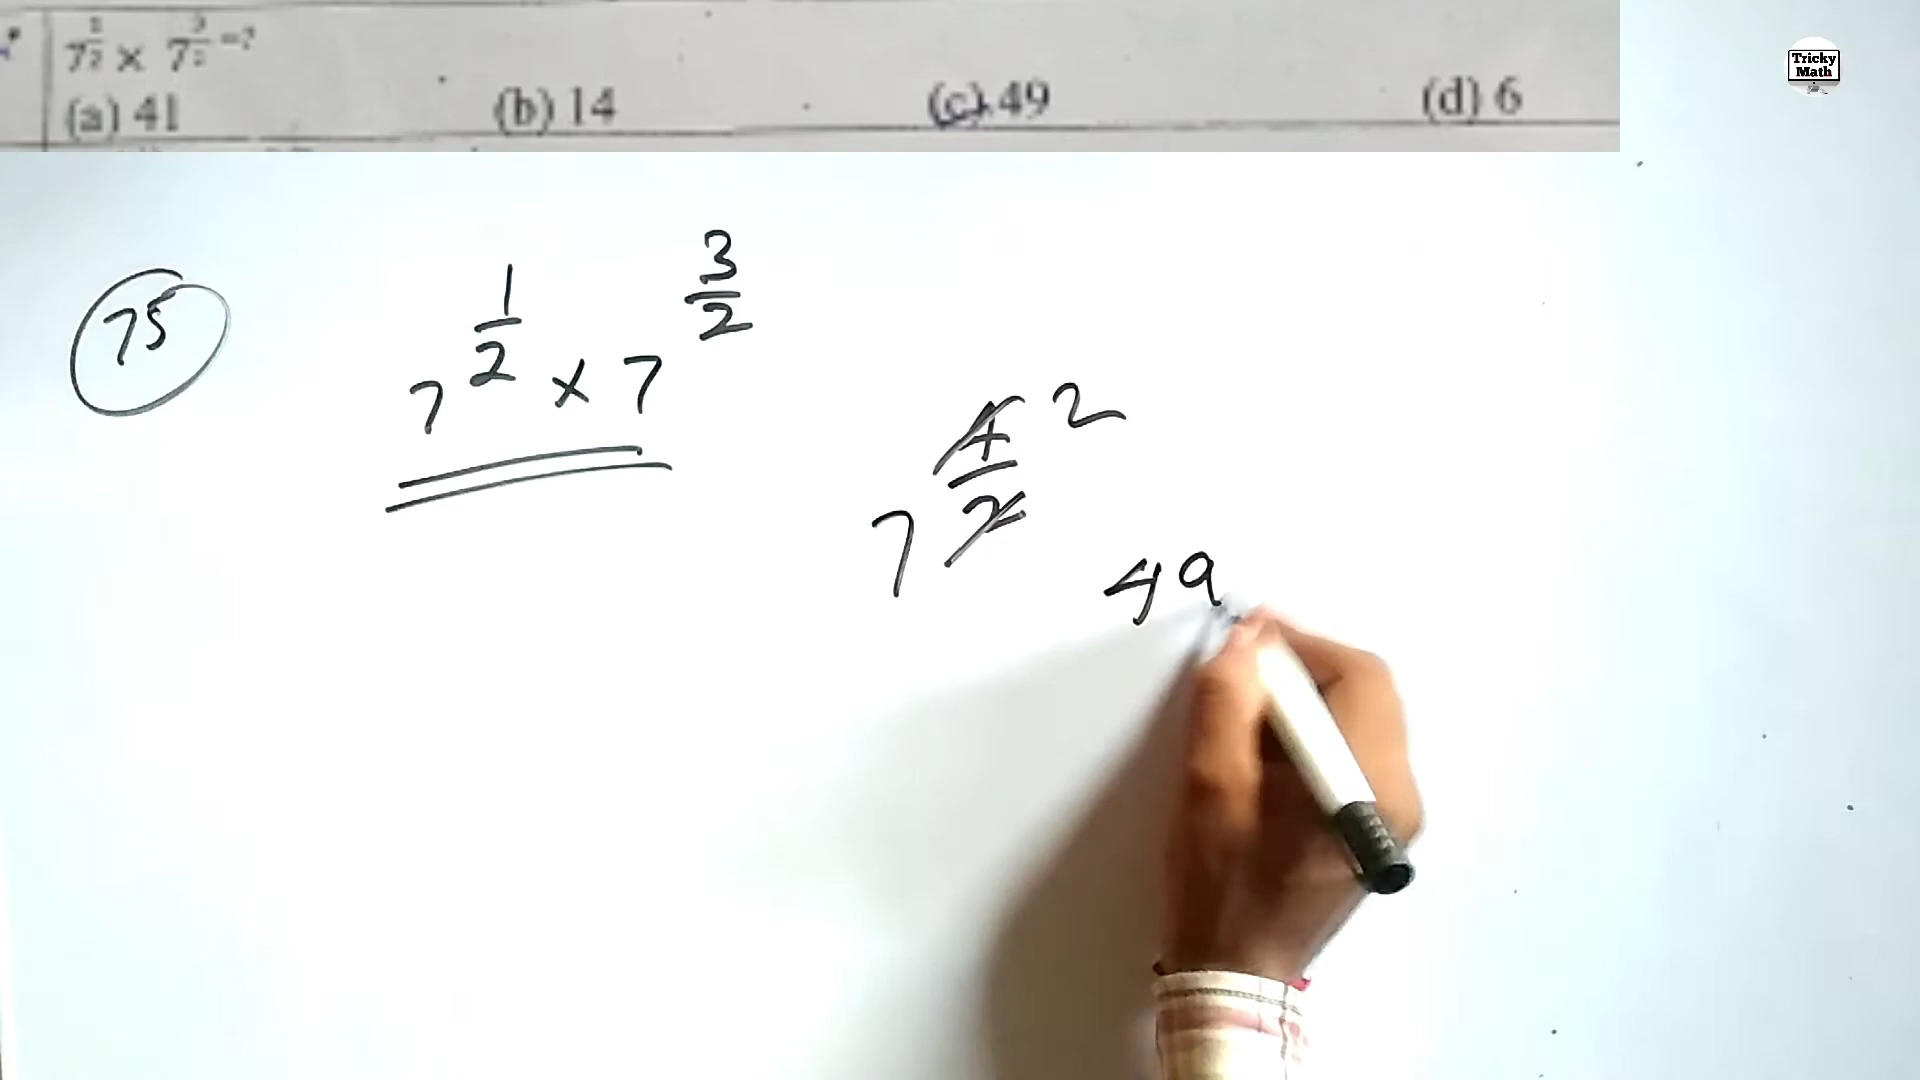 7^{1/2} × 7^{3/2} =?
(a) 41 (b) 14 (c) 49 (d) 6
Tricky
Math
75
7^{1/2} × 7^{3/2}
7^{4/2} 2
49